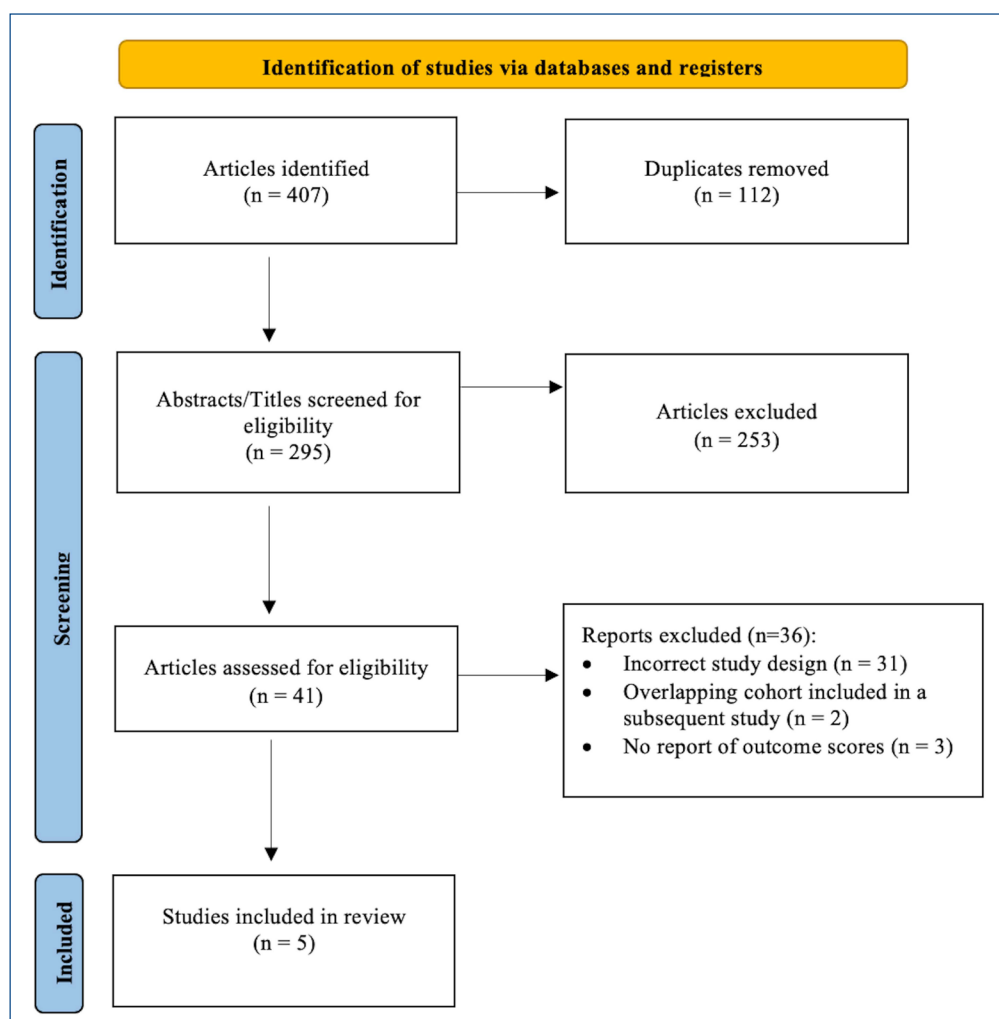 Identification of studies via databases and registers
Identification
Articles identified
(n = 407)
Duplicates removed
(n = 112)
Screening
Abstracts/Titles screened for
eligibility
(n = 295)
Articles excluded
(n = 253)
Articles assessed for eligibility
(n = 41)
Reports excluded (n=36):
• Incorrect study design (n = 31)
• Overlapping cohort included in a
subsequent study (n = 2)
• No report of outcome scores (n = 3)
Included
Studies included in review
(n = 5)